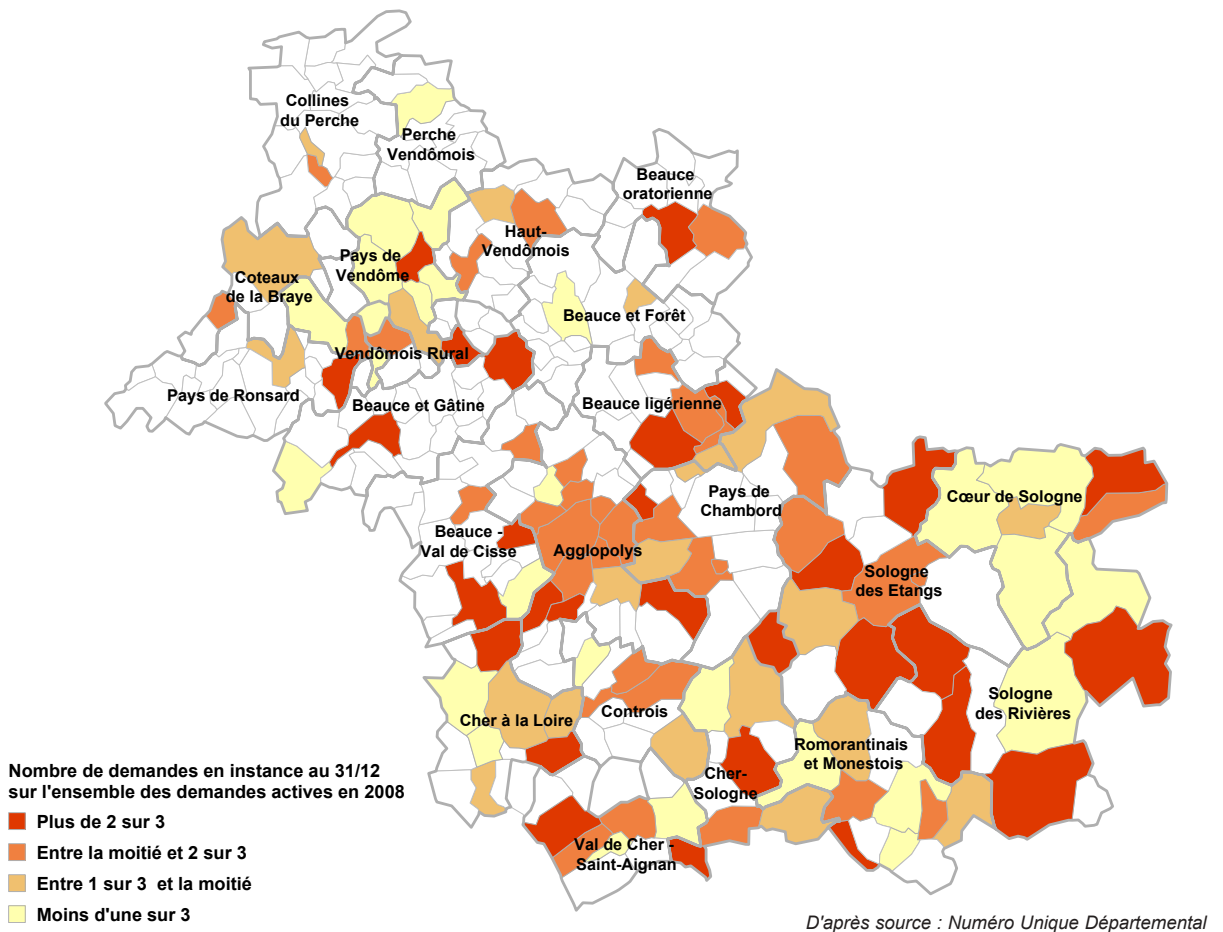 Collines
du Perche
Perche
Vendômois
Beauce
oratorienne
Haut-
Vendômois
Pays de
Vendôme
Coteaux
de la Braye
Beauce et Forêt
Vendômois Rural
Pays de Ronsard
Beauce et Gâtine
Beauce ligérienne
Pays de
Chambord
Cœur de Sologne
Beauce -
Val de Cisse
Agglopolys
Sologne
des Etangs
Sologne
des Rivières
Cher à la Loire
Controis
Romorantinais
et Monestois
Cher-
Sologne
Val de Cher -
Saint-Aignan
Nombre de demandes en instance au 31/12
sur l'ensemble des demandes actives en 2008
Plus de 2 sur 3
Entre la moitié et 2 sur 3
Entre 1 sur 3 et la moitié
Moins d'une sur 3
D'après source : Numéro Unique Départemental